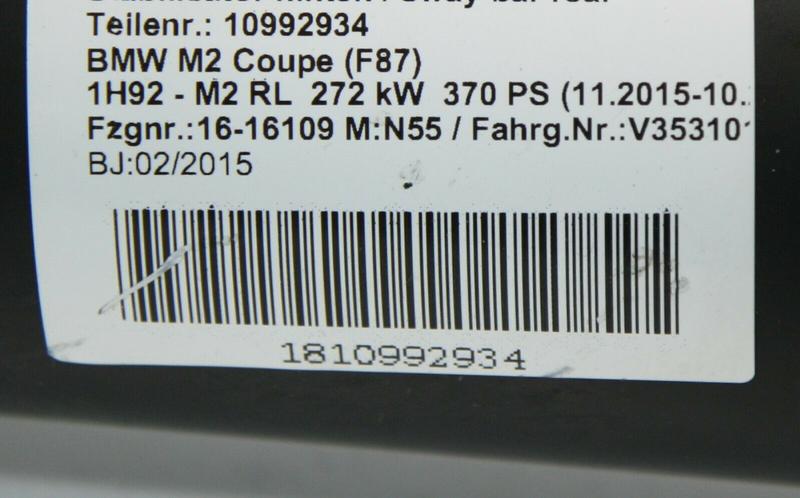 Teilenr.: 10992934
BMW M2 Coupe (F87)
1H92 - M2 RL 272 kW 370 PS (11.2015-10.
Fzgnr.:16-16109 M:N55 / Fahrg.Nr.:V35310
BJ:02/2015
1810992934